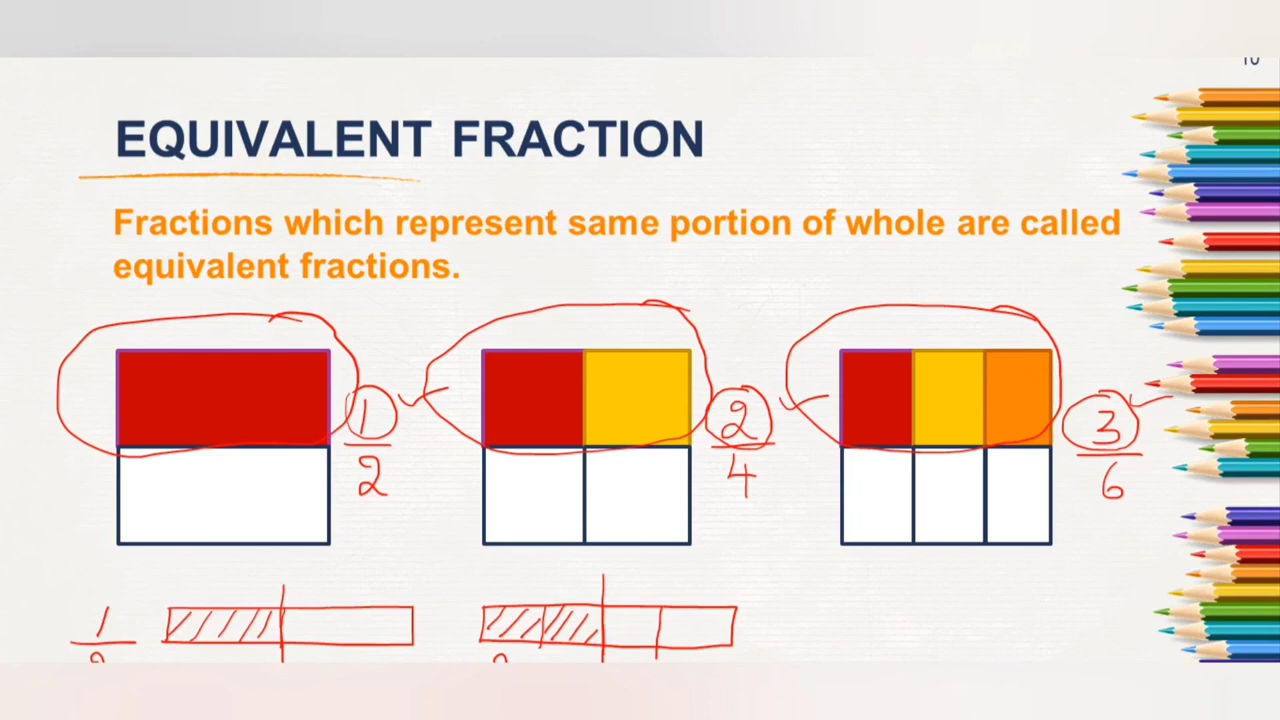 10
EQUIVALENT FRACTION
Fractions which represent same portion of whole are called
equivalent fractions.
1
2
2
4
3
6
1